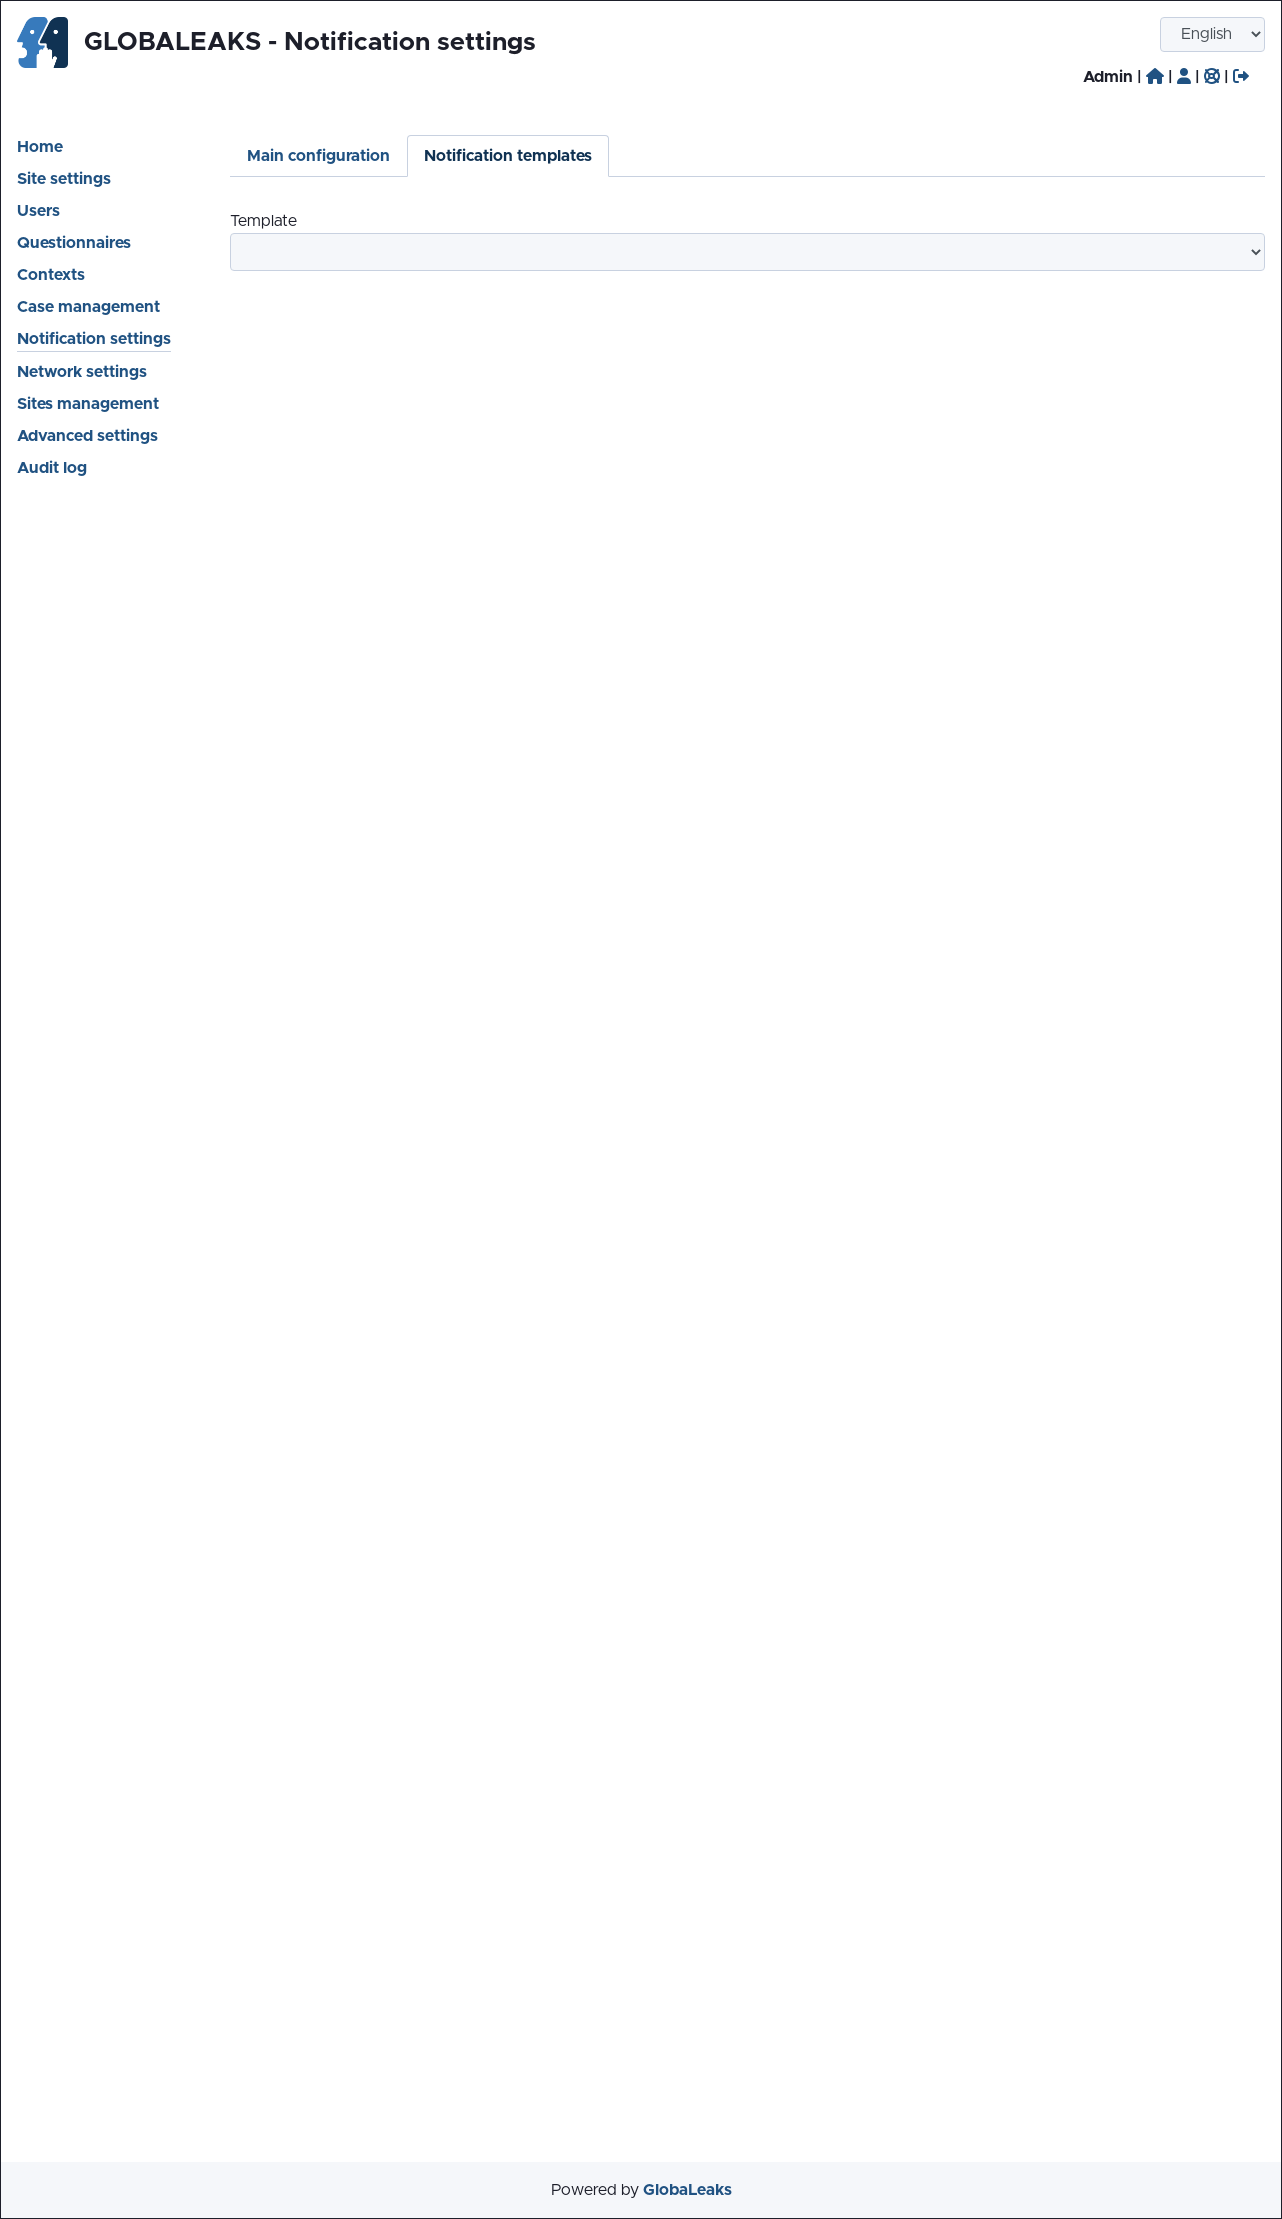 GLOBALEAKS - Notification settings
English
Admin | | | |
Home
Site settings
Users
Questionnaires
Contexts
Case management
Notification settings
Network settings
Sites management
Advanced settings
Audit log
Main configuration
Notification templates
Template
Powered by GlobaLeaks